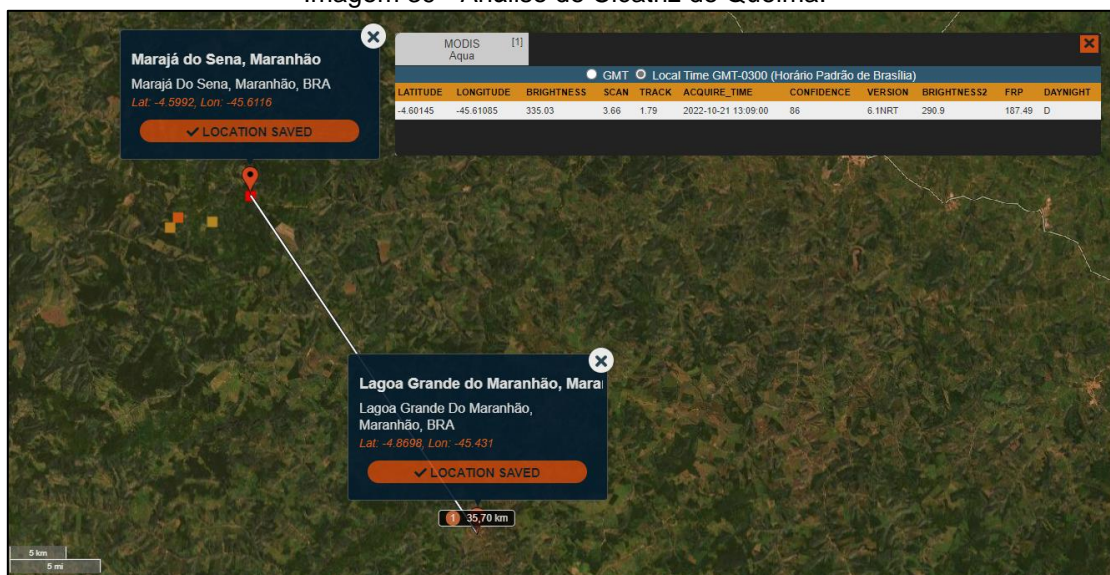 Imagem 38 - Análise de Cicatriz de Queima.
Marajá do Sena, Maranhão
Marajá Do Sena, Maranhão, BRA
Lat: -4.5992, Lon: -45.6116
LOCATION SAVED
MODIS [1]
Aqua
GMT Local Time GMT-0300 (Horário Padrão de Brasília)
LATITUDE LONGITUDE BRIGHTNESS SCAN TRACK ACQUIRE_TIME CONFIDENCE VERSION BRIGHTNESS2 FRP DAYNIGHT
-4.60145 -45.61085 335.03 3.66 1.79 2022-10-21 13:09:00 86 6.1NRT 290.9 187.49 D
Lagoa Grande do Maranhão, Mara
Lagoa Grande Do Maranhão,
Maranhão, BRA
Lat: -4.8698, Lon: -45.431
LOCATION SAVED
1 35,70 km
5 km
5 mi